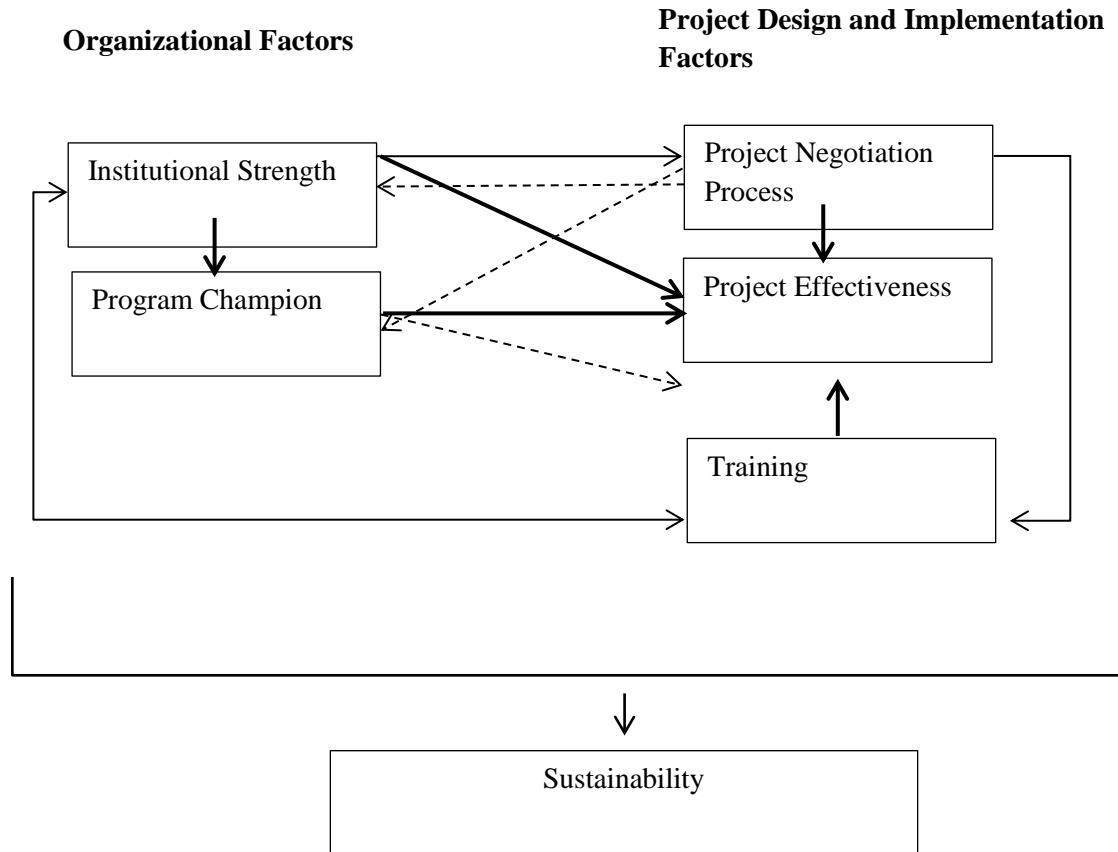 Organizational Factors
Project Design and Implementation
Factors
Institutional Strength
Project Negotiation
Process
Program Champion
Project Effectiveness
Training
Sustainability